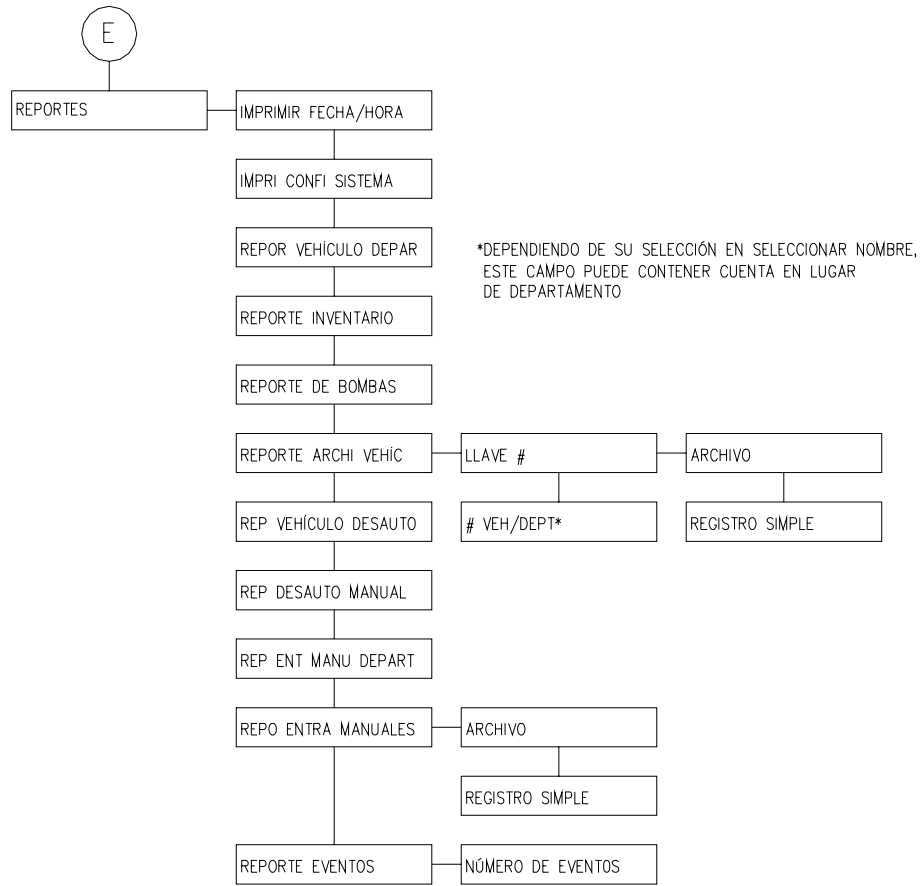 E
REPORTES
IMPRIMIR FECHA/HORA
IMPRI CONFI SISTEMA
REPOR VEHÍCULO DEPAR
*DEPENDIENDO DE SU SELECCIÓN EN SELECCIONAR NOMBRE,
ESTE CAMPO PUEDE CONTENER CUENTA EN LUGAR
DE DEPARTAMENTO
REPORTE INVENTARIO
REPORTE DE BOMBAS
REPORTE ARCHI VEHÍC
LLAVE #
ARCHIVO
REP VEHÍCULO DESAUTO
# VEH/DEPT*
REGISTRO SIMPLE
REP DESAUTO MANUAL
REP ENT MANU DEPART
REPO ENTRA MANUALES
ARCHIVO
REGISTRO SIMPLE
REPORTE EVENTOS
NÚMERO DE EVENTOS